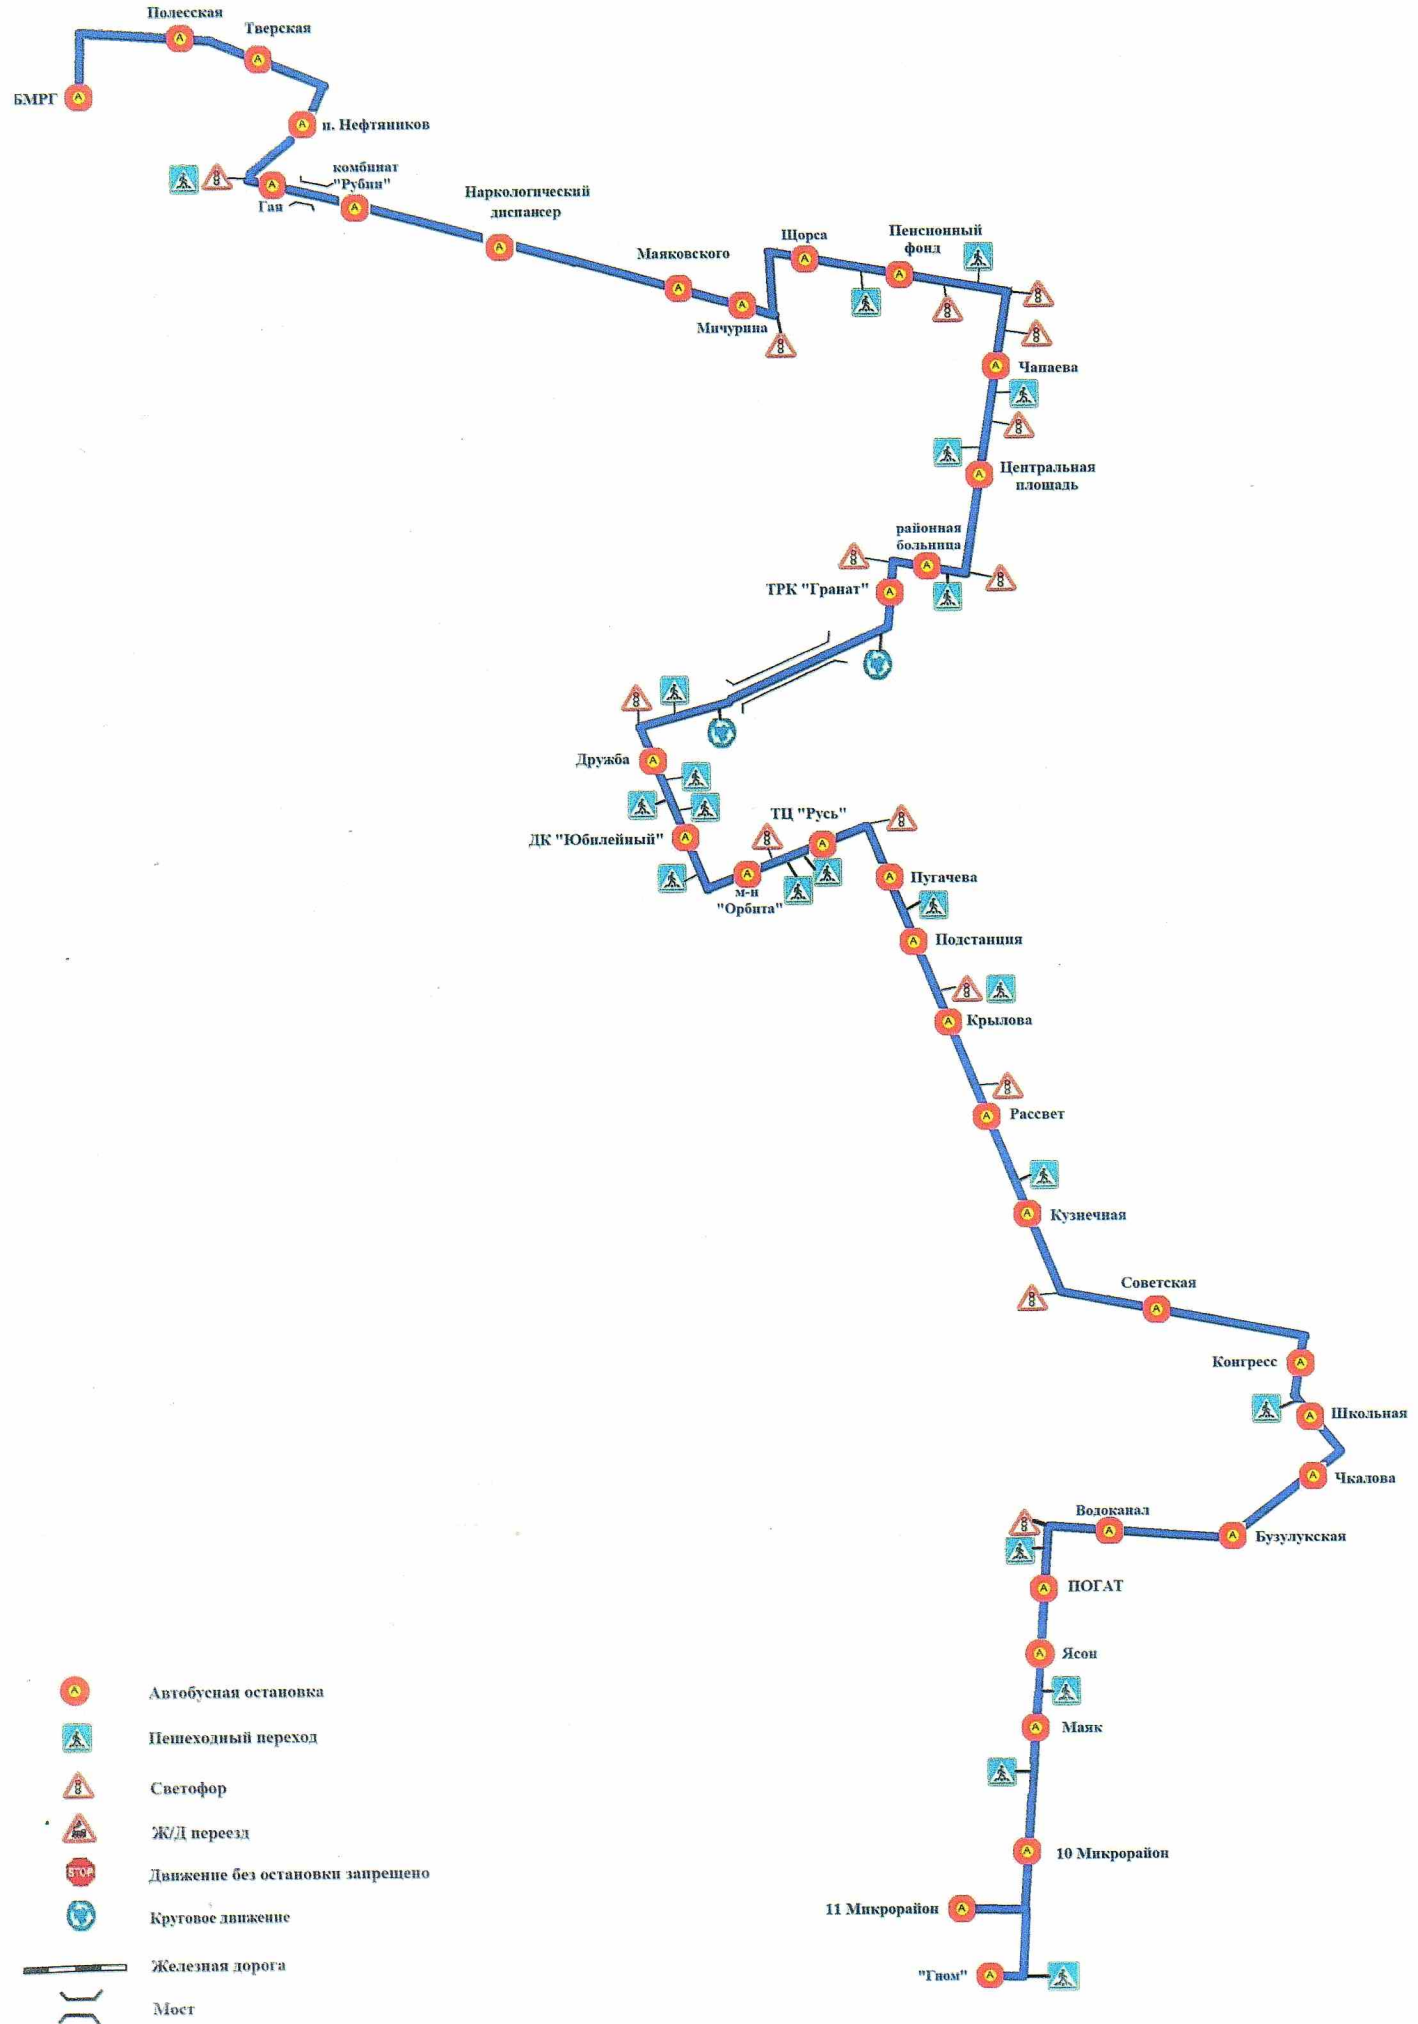 Полесская
Тверская
БМРГ
п. Нефтяников
комбинат
"Рубин"
Гаи
Наркологический
диспансер
Маяковского
Мичурина
Щорса
Пенсионный
фонд
Чапаева
Центральная
площадь
районная
больница
ТРК "Гранат"
Дружба
ДК "Юбилейный"
ТЦ "Русь"
м-н
"Орбита"
Пугачева
Подстанция
Крылова
Рассвет
Кузнечная
Советская
Конгресс
Школьная
Чкалова
Водоканал
Бузулукская
ПОГАТ
Ясон
Маяк
10 Микрорайон
11 Микрорайон
"Гном"
Автобусная остановка
Пешеходный переход
Светофор
Ж/Д переезд
STOP
Движение без остановки запрещено
Круговое движение
Железная дорога
Мост